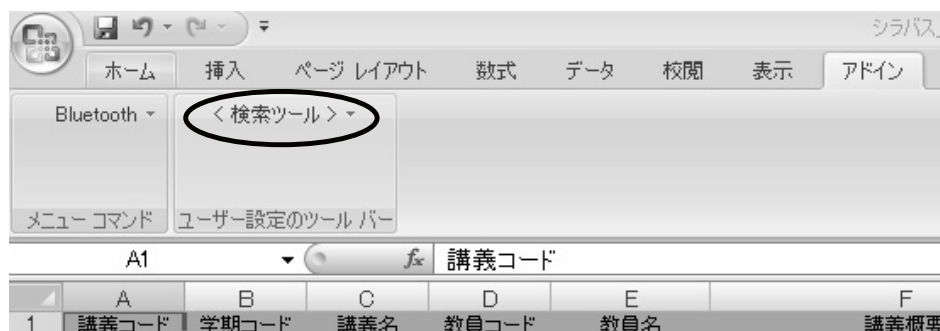 シラバス_
ホーム 挿入 ページ レイアウト 数式 データ 校閲 表示 アドイン
Bluetooth < 検索ツール >
メニュー コマンド ユーザー設定のツール バー
A1 fx 講義コード
A B C D E F
1 講義コード 学期コード 講義名 教員コード 教員名 講義概要